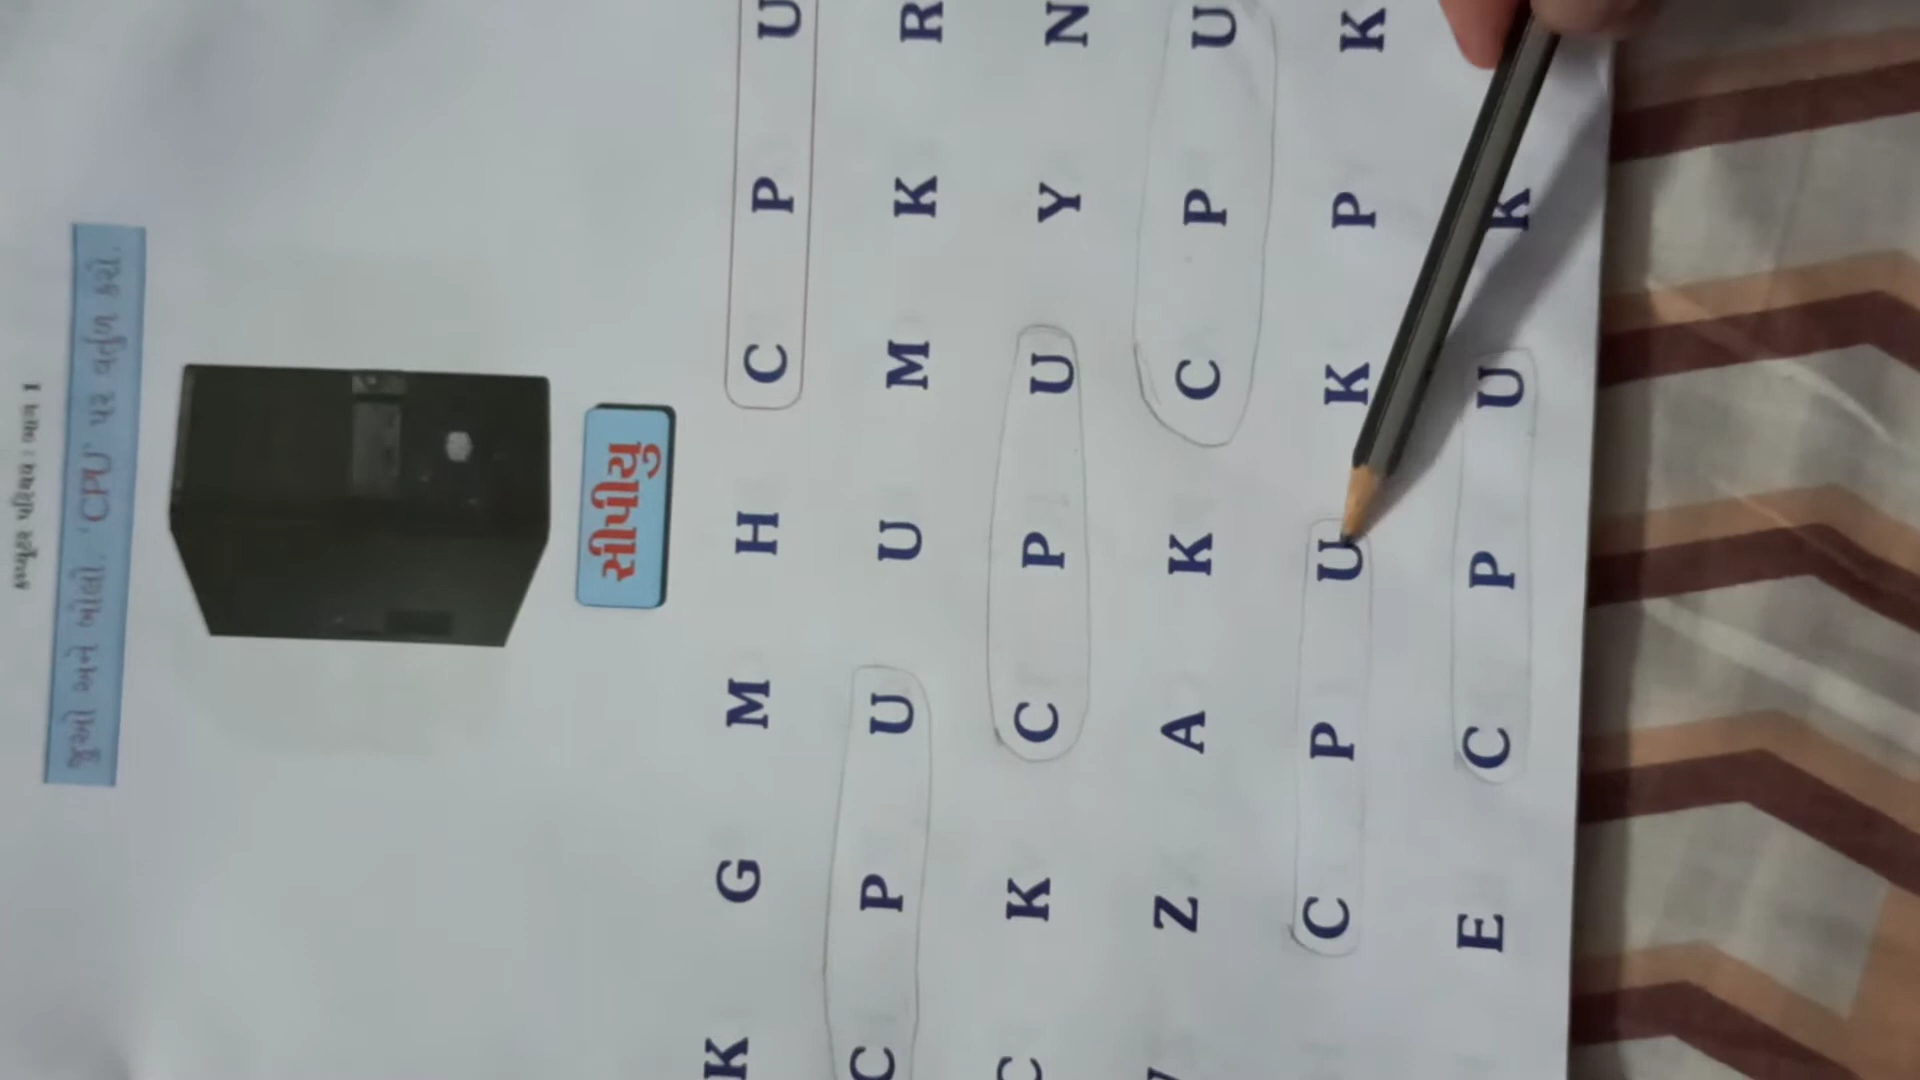 જુઓ અને બોલો. 'CPU' પર વર્તુળ કરો.
સીપીયુ
K G M H C P U
C P U U M K R
C K C P U Y N
Z A K C P U
C P U K P K
E C P U K